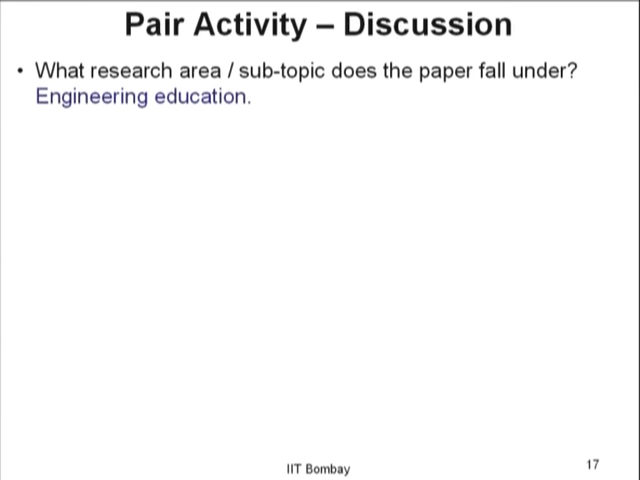 Pair Activity – Discussion
• What research area / sub-topic does the paper fall under?
Engineering education.
IIT Bombay
17